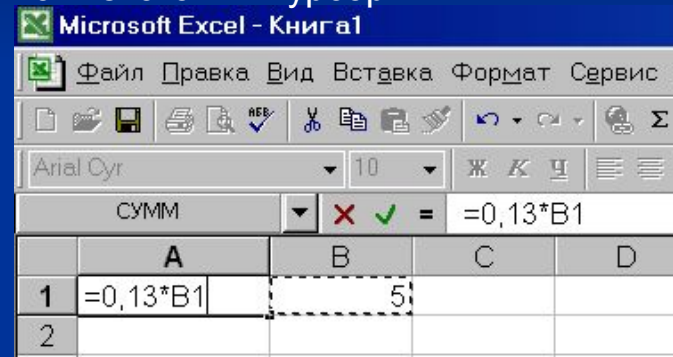 Microsoft Excel - Книга1
Файл Правка Вид Вставка Формат Сервис
Arial Cyr 10 Ж К Ч
СУММ = =0,13*B1
A B C D
1 =0,13*B1 5
2